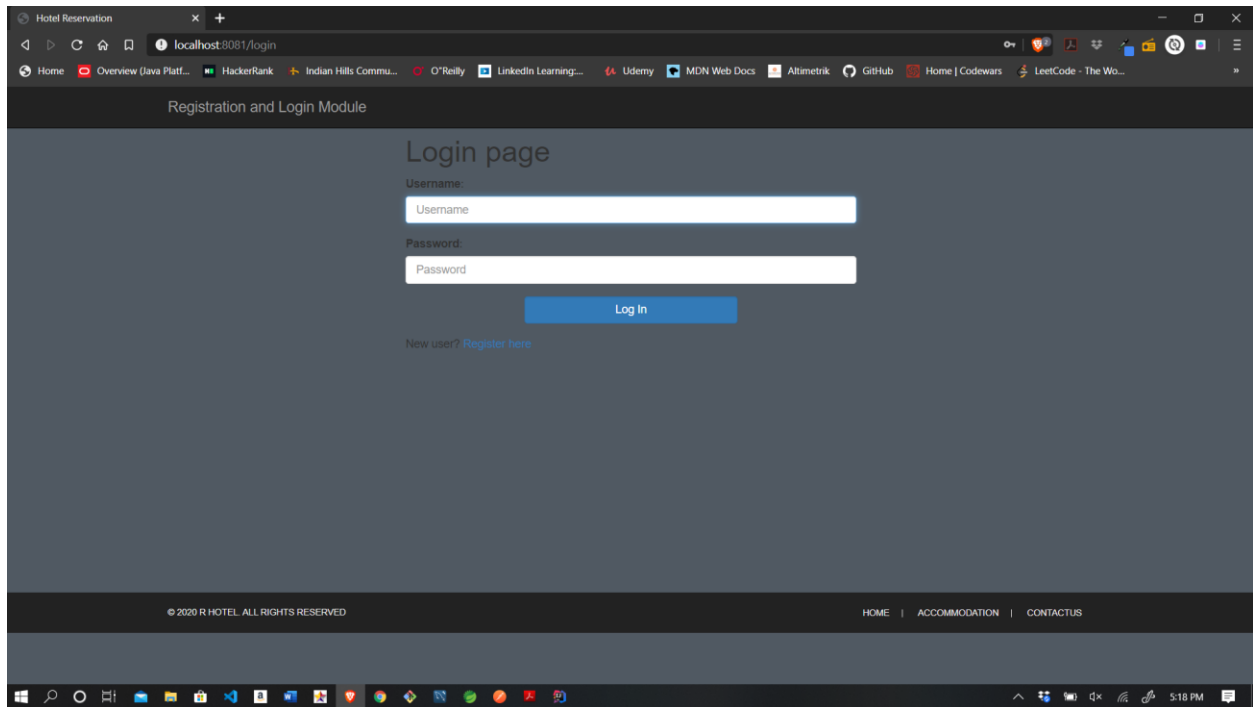 Hotel Reservation
localhost:8081/login
Home Overview (Java Platf... HackerRank Indian Hills Commu... O"Reilly LinkedIn Learning:... Udemy MDN Web Docs Altimetrik GitHub Home | Codewars LeetCode - The Wo... »
Registration and Login Module
Login page
Username:
Username
Password:
Password
Log In
New user? Register here
© 2020 R HOTEL. ALL RIGHTS RESERVED
HOME | ACCOMMODATION | CONTACTUS
5:18 PM